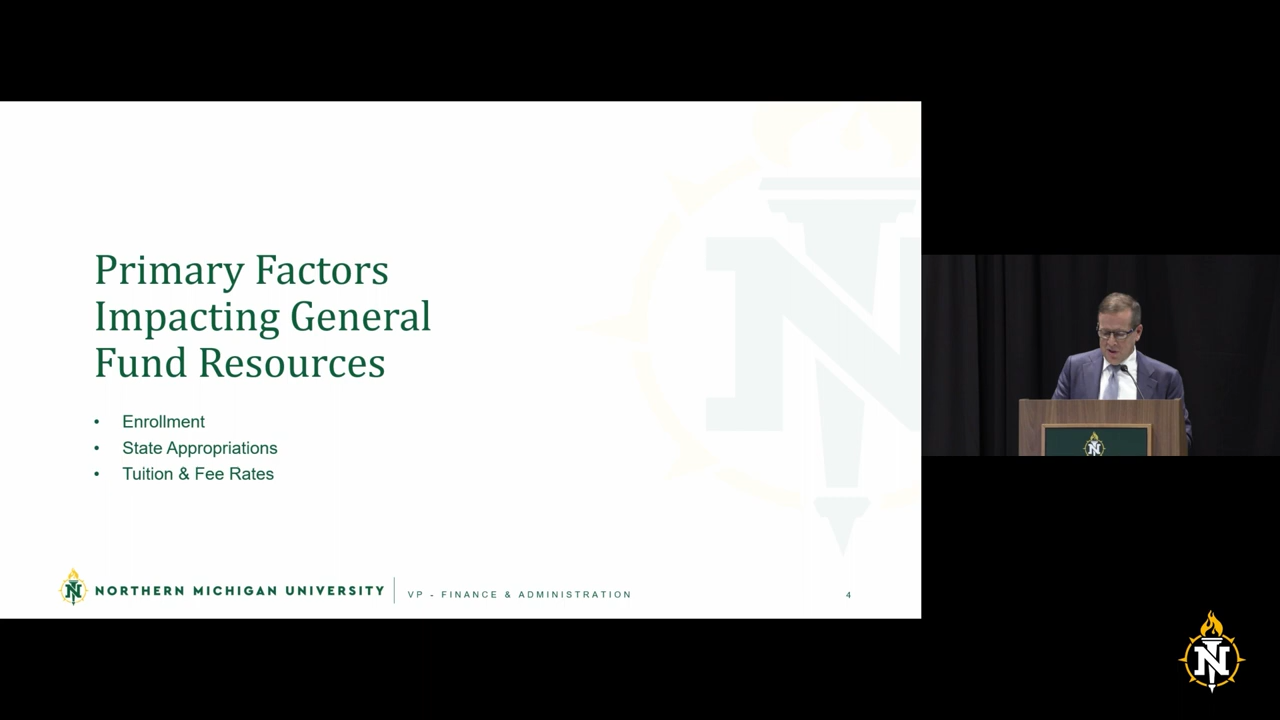 Primary Factors
Impacting General
Fund Resources
• Enrollment
• State Appropriations
• Tuition & Fee Rates
N NORTHERN MICHIGAN UNIVERSITY
VP - FINANCE & ADMINISTRATION
4
N
N
N